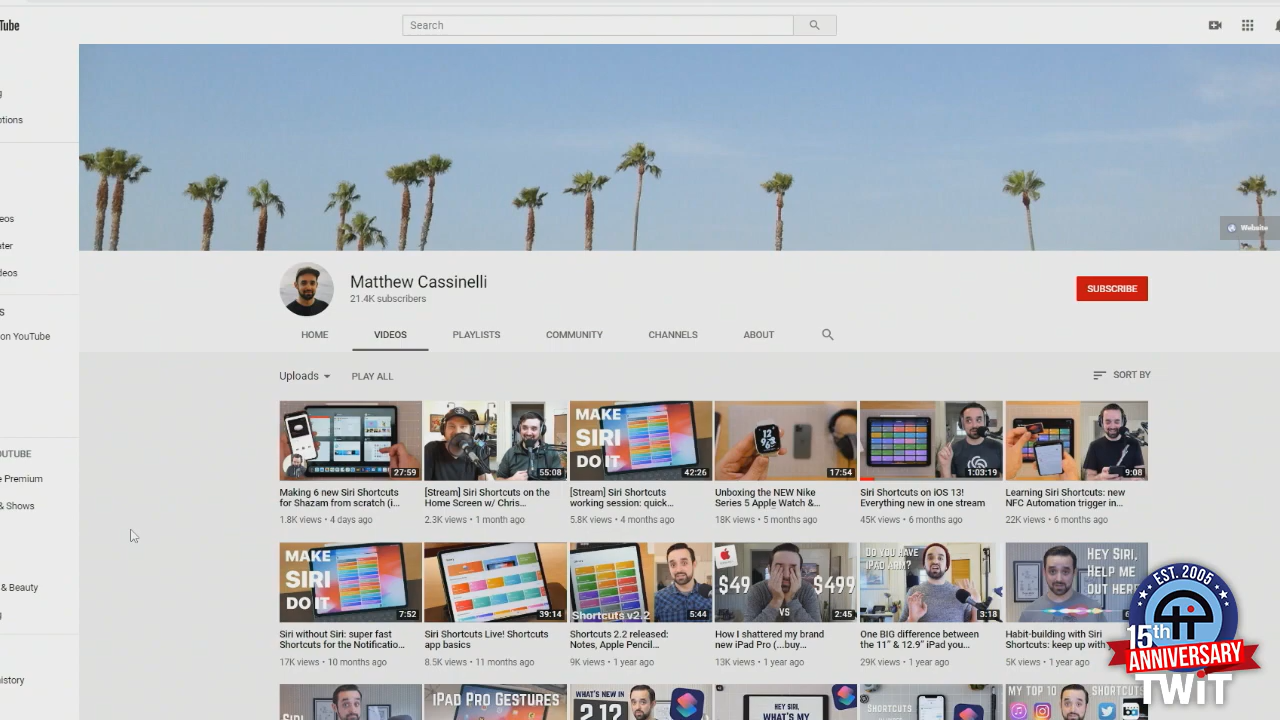 Tube
Search
Website
Matthew Cassinelli
21.4K subscribers
SUBSCRIBE
HOME
VIDEOS
PLAYLISTS
COMMUNITY
CHANNELS
ABOUT
Uploads
PLAY ALL
SORT BY
on YouTube
Premium
& Shows
& Beauty
history
27:59
55:08
MAKE
SIRI
DO IT
42:26
17:54
1:03:19
9:08
Making 6 new Siri Shortcuts
for Shazam from scratch (i...
1.8K views • 4 days ago
[Stream] Siri Shortcuts on the
Home Screen w/ Chris...
2.3K views • 1 month ago
[Stream] Siri Shortcuts
working session: quick...
5.8K views • 4 months ago
Unboxing the NEW Nike
Series 5 Apple Watch &...
18K views • 5 months ago
Siri Shortcuts on iOS 13!
Everything new in one stream
45K views • 6 months ago
Learning Siri Shortcuts: new
NFC Automation trigger in...
22K views • 6 months ago
MAKE
SIRI
DO IT
7:52
39:14
Shortcuts v2.2
5:44
$49
VS
$499
2:45
DO YOU HAVE
IPAD ARM?
3:18
HEY SIRI,
HELP ME
OUT HERE
Siri without Siri: super fast
Shortcuts for the Notificatio...
17K views • 10 months ago
Siri Shortcuts Live! Shortcuts
app basics
8.5K views • 11 months ago
Shortcuts 2.2 released:
Notes, Apple Pencil...
9K views • 1 year ago
How I shattered my brand
new iPad Pro (...buy...
13K views • 1 year ago
One BIG difference between
the 11" & 12.9" iPad you...
29K views • 1 year ago
Habit-building with Siri
Shortcuts: keep up with
5K views • 1 year ago
SIRI
IPAD PRO GESTURES
WHAT'S NEW IN
2.12
HEY SIRI,
WHAT'S MY
SHORTCUTS
MY TOP 10 SHORTCUTS
EST. 2005
15th
ANNIVERSARY
TWiT